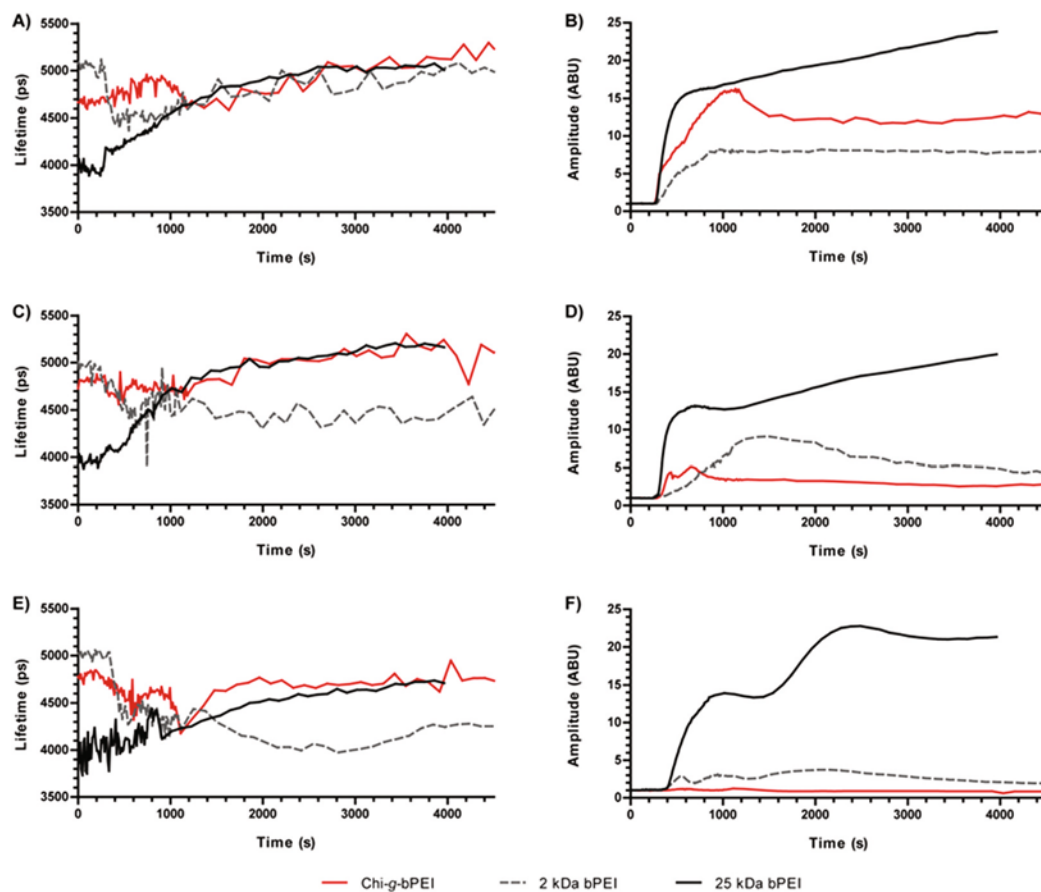 A)
5500
5000
4500
4000
3500
Lifetime (ps)
0 1000 2000 3000 4000
Time (s)
B)
25
20
15
10
5
0
Amplitude (ABU)
0 1000 2000 3000 4000
Time (s)
C)
5500
5000
4500
4000
3500
Lifetime (ps)
0 1000 2000 3000 4000
Time (s)
D)
25
20
15
10
5
0
Amplitude (ABU)
0 1000 2000 3000 4000
Time (s)
E)
5500
5000
4500
4000
3500
Lifetime (ps)
0 1000 2000 3000 4000
Time (s)
F)
25
20
15
10
5
0
Amplitude (ABU)
0 1000 2000 3000 4000
Time (s)
Chi-g-bPEI 2 kDa bPEI 25 kDa bPEI